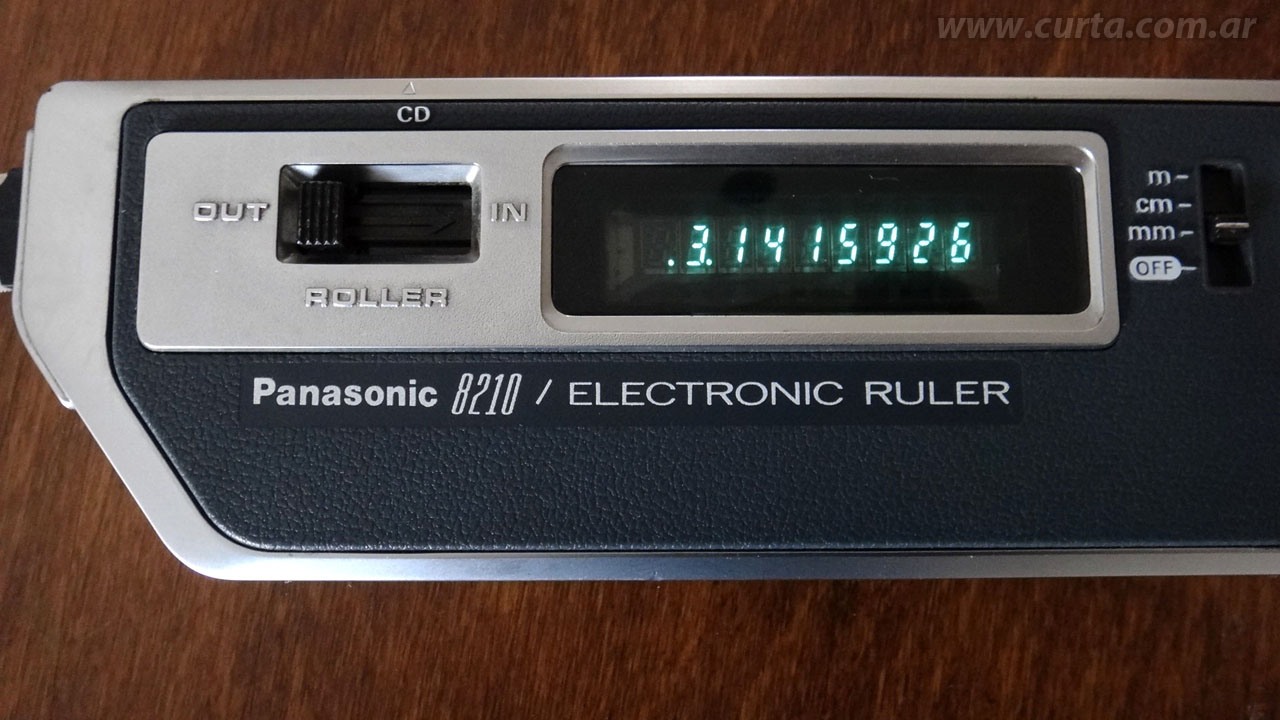 www.curta.com.ar
CD
OUT
IN
ROLLER
.3.1415926
m
cm
mm
OFF
Panasonic 8210 / ELECTRONIC RULER